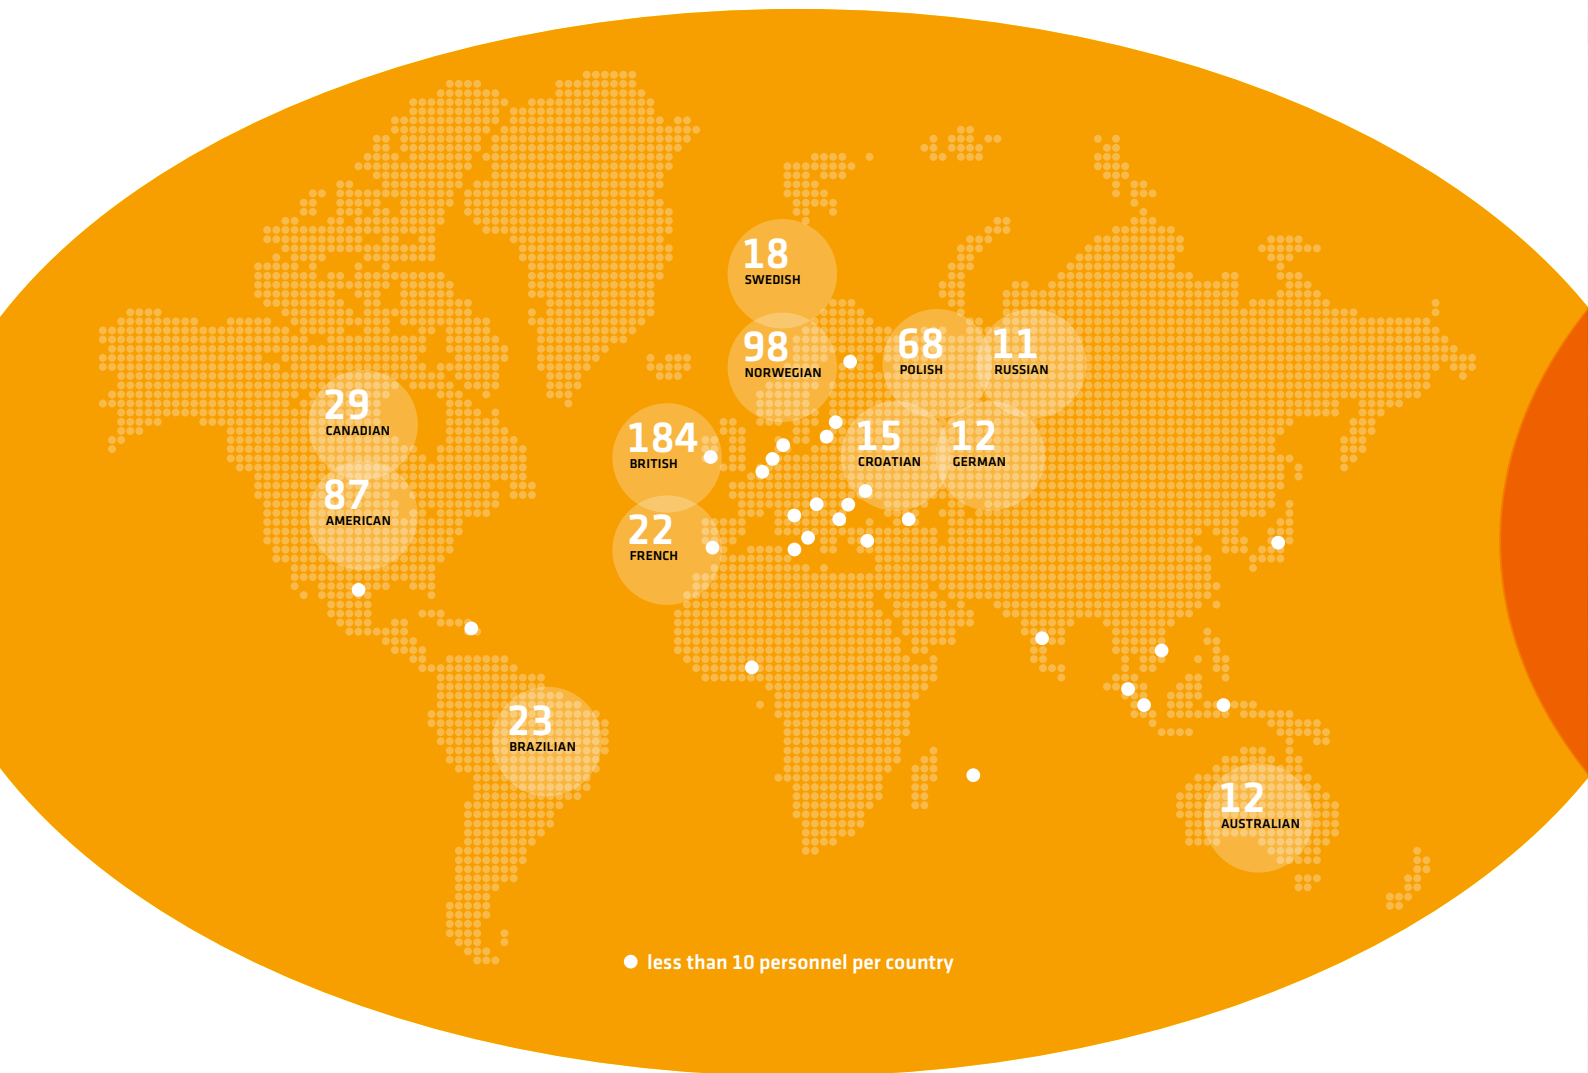 18
SWEDISH
98
NORWEGIAN
68
POLISH
11
RUSSIAN
29
CANADIAN
184
BRITISH
15
CROATIAN
12
GERMAN
87
AMERICAN
22
FRENCH
23
BRAZILIAN
12
AUSTRALIAN
less than 10 personnel per country